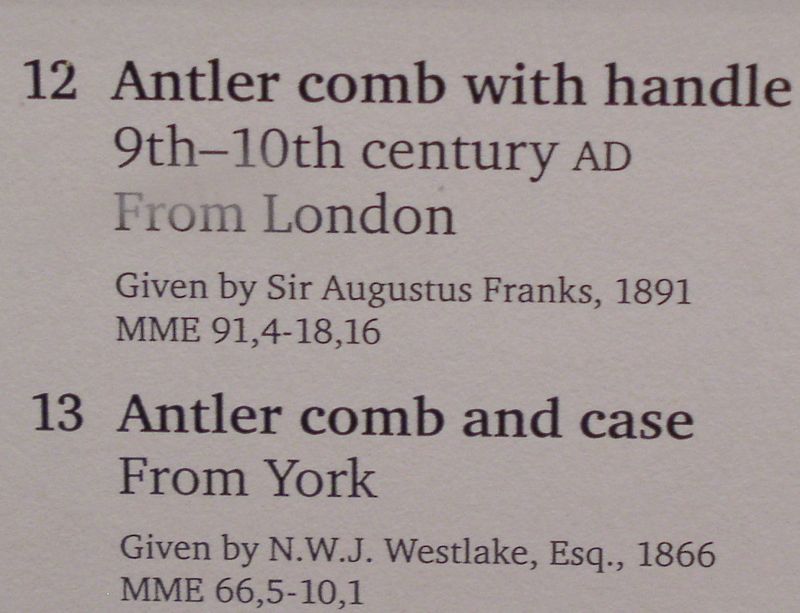 12 Antler comb with handle
9th–10th century AD
From London
Given by Sir Augustus Franks, 1891
MME 91,4-18,16
13 Antler comb and case
From York
Given by N.W.J. Westlake, Esq., 1866
MME 66,5-10,1